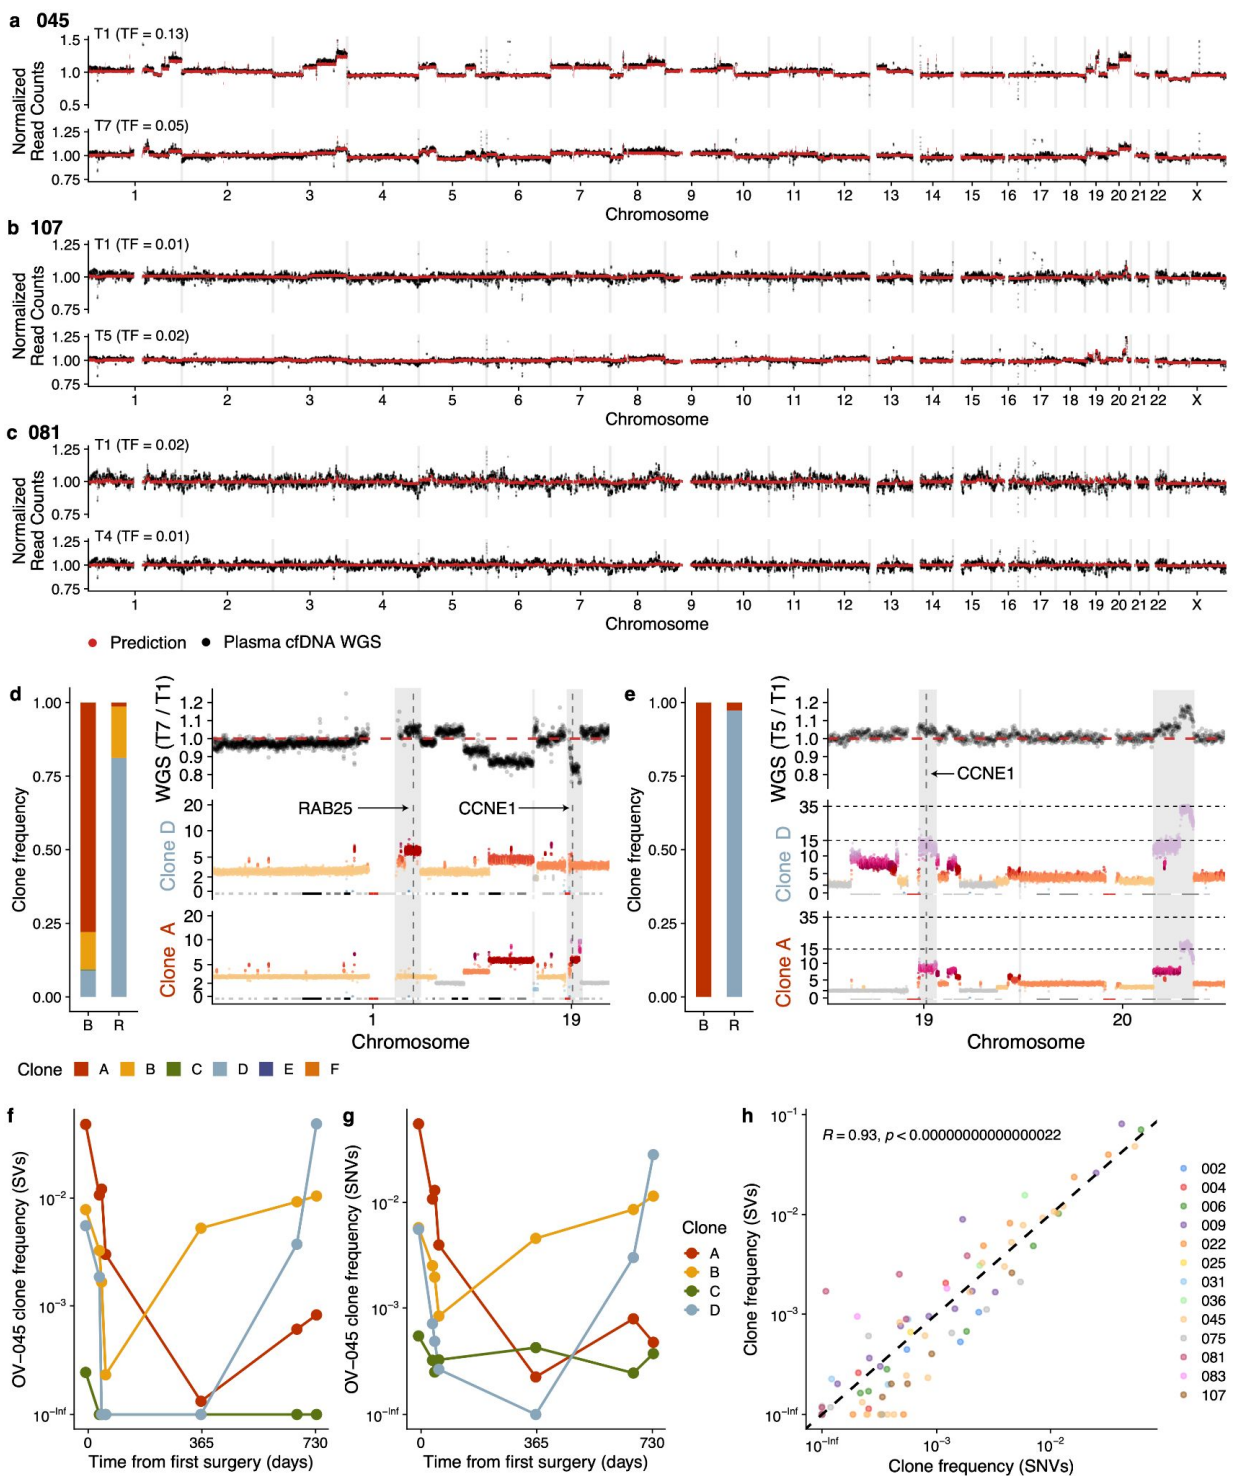 a 045
T1 (TF = 0.13)
Normalized
Read Counts
1.5
1.0
0.5
T7 (TF = 0.05)
Normalized
Read Counts
1.25
1.00
0.75
1 2 3 4 5 6 7 8 9 10 11 12 13 14 15 16 17 18 19 20 21 22 X
Chromosome
b 107
T1 (TF = 0.01)
Normalized
Read Counts
1.25
1.00
0.75
T5 (TF = 0.02)
1.25
1.00
0.75
1 2 3 4 5 6 7 8 9 10 11 12 13 14 15 16 17 18 19 20 21 22 X
Chromosome
c 081
T1 (TF = 0.02)
Normalized
Read Counts
1.25
1.00
0.75
T4 (TF = 0.01)
1.25
1.00
0.75
1 2 3 4 5 6 7 8 9 10 11 12 13 14 15 16 17 18 19 20 21 22 X
Chromosome
Prediction Plasma cfDNA WGS
d
Clone frequency
1.00
0.75
0.50
0.25
0.00
B R
WGS (T7 / T1)
1.2
1.1
1.0
0.9
0.8
RAB25 CCNE1
Clone D
20
10
5
2
0
Clone A
20
10
5
2
0
1 19
Chromosome
e
Clone frequency
1.00
0.75
0.50
0.25
0.00
B R
WGS (T5 / T1)
1.2
1.1
1.0
0.9
0.8
CCNE1
Clone D
35
15
10
5
2
0
Clone A
35
15
10
5
2
0
19 20
Chromosome
Clone A B C D E F
f
OV−045 clone frequency (SVs)
10−2
10−3
10−Inf
0 365 730
Time from first surgery (days)
g
OV−045 clone frequency (SNVs)
10−2
10−3
10−Inf
0 365 730
Time from first surgery (days)
Clone
A
B
C
D
h
R = 0.93, p < 0.00000000000000022
Clone frequency (SVs)
10−1
10−2
10−3
10−Inf
10−Inf 10−3 10−2
Clone frequency (SNVs)
002
004
006
009
022
025
031
036
045
075
081
083
107